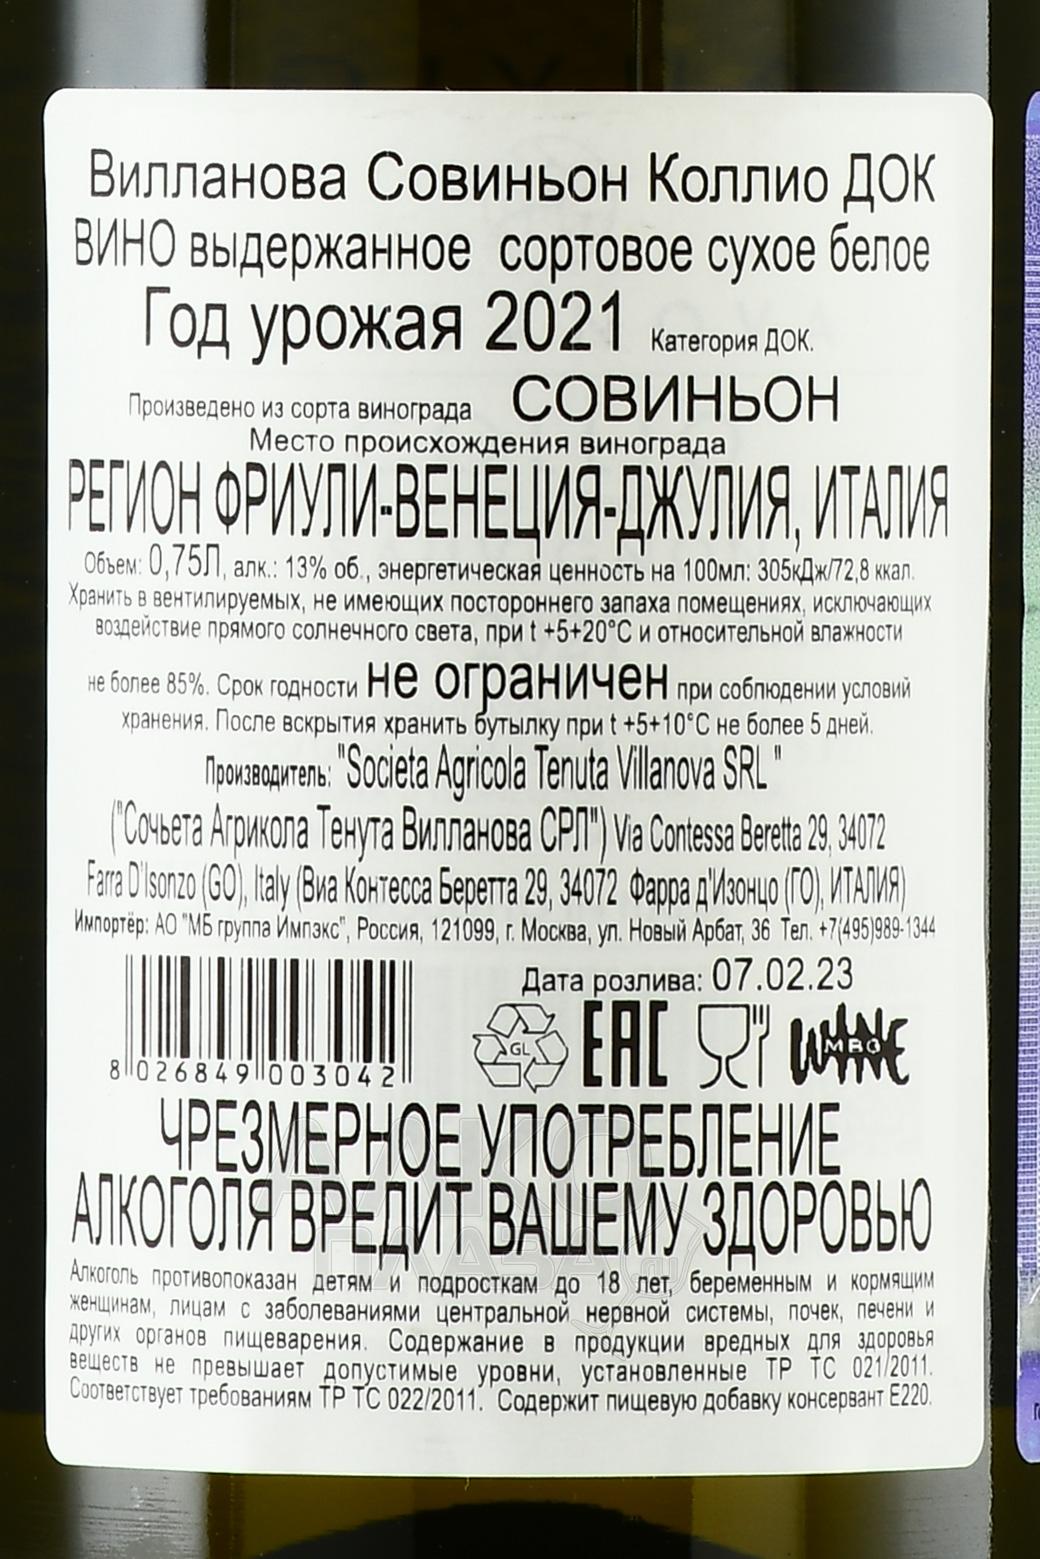 Вилланова Совиньон Коллио ДОК
ВИНО выдержанное сортовое сухое белое
Год урожая 2021 Категория ДОК.
Произведено из сорта винограда СОВИНЬОН
Место происхождения винограда
РЕГИОН ФРИУЛИ-ВЕНЕЦИЯ-ДЖУЛИЯ, ИТАЛИЯ
Объем: 0,75Л, алк.: 13% об., энергетическая ценность на 100мл: 305кДж/72,8 ккал.
Хранить в вентилируемых, не имеющих постороннего запаха помещениях, исключающих
воздействие прямого солнечного света, при t +5+20°С и относительной влажности
не более 85%. Срок годности не ограничен при соблюдении условий
хранения. После вскрытия хранить бутылку при t +5+10°С не более 5 дней.
Производитель: "Societa Agricola Tenuta Villanova SRL "
("Сочьета Агрикола Тенута Вилланова СРЛ") Via Contessa Beretta 29, 34072
Farra D'Isonzo (GO), Italy (Виа Контесса Беретта 29, 34072 Фарра д'Изонцо (ГО), ИТАЛИЯ)
Импортёр: АО "МБ группа Импэкс", Россия, 121099, г. Москва, ул. Новый Арбат, 36 Тел. +7(495)989-1344
Дата розлива: 07.02.23
8 026849 003042
GL EAC WINE MBG
ЧРЕЗМЕРНОЕ УПОТРЕБЛЕНИЕ
АЛКОГОЛЯ ВРЕДИТ ВАШЕМУ ЗДОРОВЬЮ
Алкоголь противопоказан детям и подросткам до 18 лет, беременным и кормящим
женщинам, лицам с заболеваниями центральной нервной системы, почек, печени и
других органов пищеварения. Содержание в продукции вредных для здоровья
веществ не превышает допустимые уровни, установленные ТР ТС 021/2011.
Соответствует требованиям ТР ТС 022/2011. Содержит пищевую добавку консервант Е220.